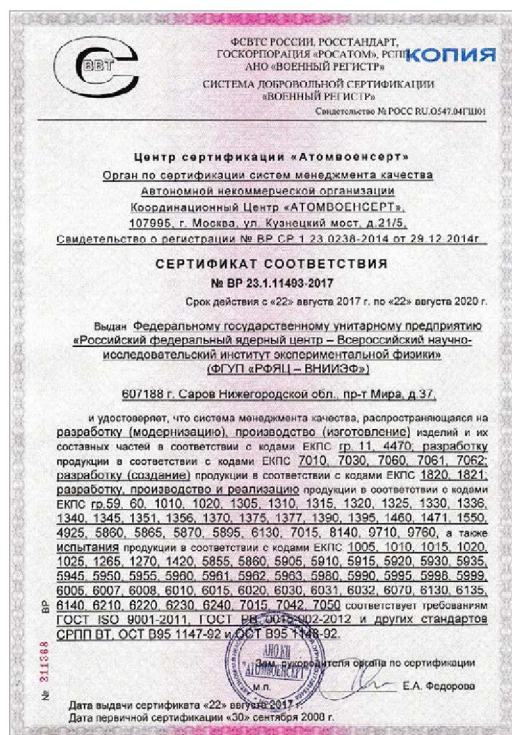 ВВТ
ФСВТС РОССИИ, РОССТАНДАРТ,
ГОСКОРПОРАЦИЯ «РОСАТОМ», РСПП
КОПИЯ
АНО «ВОЕННЫЙ РЕГИСТР»
СИСТЕМА ДОБРОВОЛЬНОЙ СЕРТИФИКАЦИИ
«ВОЕННЫЙ РЕГИСТР»
Свидетельство № РОСС RU.О547.04ГШ01
Центр сертификации «Атомвоенсерт»
Орган по сертификации систем менеджмента качества
Автономной некоммерческой организации
Координационный Центр «АТОМВОЕНСЕРТ»,
107995, г. Москва, ул. Кузнецкий мост, д.21/5,
Свидетельство о регистрации № ВР СР 1 23 0238-2014 от 29 12 2014г.
СЕРТИФИКАТ СООТВЕТСТВИЯ
№ ВР 23.1.11493-2017
Срок действия с «22» августа 2017 г. по «22» августа 2020 г.
Выдан Федеральному государственному унитарному предприятию
«Российский федеральный ядерный центр – Всероссийский научно-
исследовательский институт экспериментальной физики»
(ФГУП «РФЯЦ – ВНИИЭФ»)
607188 г. Саров Нижегородской обл., пр-т Мира, д.37,
и удостоверяет, что система менеджмента качества, распространяющаяся на
разработку (модернизацию), производство (изготовление) изделий и их
составных частей в соответствии с кодами ЕКПС гр. 11, 4470; разработку
продукции в соответствии с кодами ЕКПС 7010, 7030, 7060, 7061, 7062;
разработку (создание) продукции в соответствии с кодами ЕКПС 1820, 1821;
разработку, производство и реализацию продукции в соответствии с кодами
ЕКПС гр.59, 60, 1010, 1020, 1305, 1310, 1315, 1320, 1325, 1330, 1336,
1340, 1345, 1351, 1356, 1370, 1375, 1377, 1390, 1395, 1460, 1471, 1550,
4925, 5860, 5865, 5870, 5895, 6130, 7015, 8140, 9710, 9760, а также
испытания продукции в соответствии с кодами ЕКПС 1005, 1010, 1015, 1020,
1025, 1265, 1270, 1420, 5855, 5860, 5905, 5910, 5915, 5920, 5930, 5935,
5945, 5950, 5955, 5960, 5961, 5962, 5963, 5980, 5990, 5995, 5998, 5999,
6005, 6007, 6008, 6010, 6015, 6020, 6030, 6031, 6032, 6070, 6130, 6135,
6140, 6210, 6220, 6230, 6240, 7015, 7042, 7050 соответствует требованиям
ГОСТ ISO 9001-2011, ГОСТ РВ 0015-002-2012 и других стандартов
СРПП ВТ, ОСТ В95 1147-92 и ОСТ В95 1148-92.
Зам. руководителя органа по сертификации
АНО КЦ
"АТОМВОЕНСЕРТ"
м.п.
Е.А. Федорова
Дата выдачи сертификата «22» августа 2017 г.
Дата первичной сертификации «30» сентября 2008 г.
№ 311368 ВР